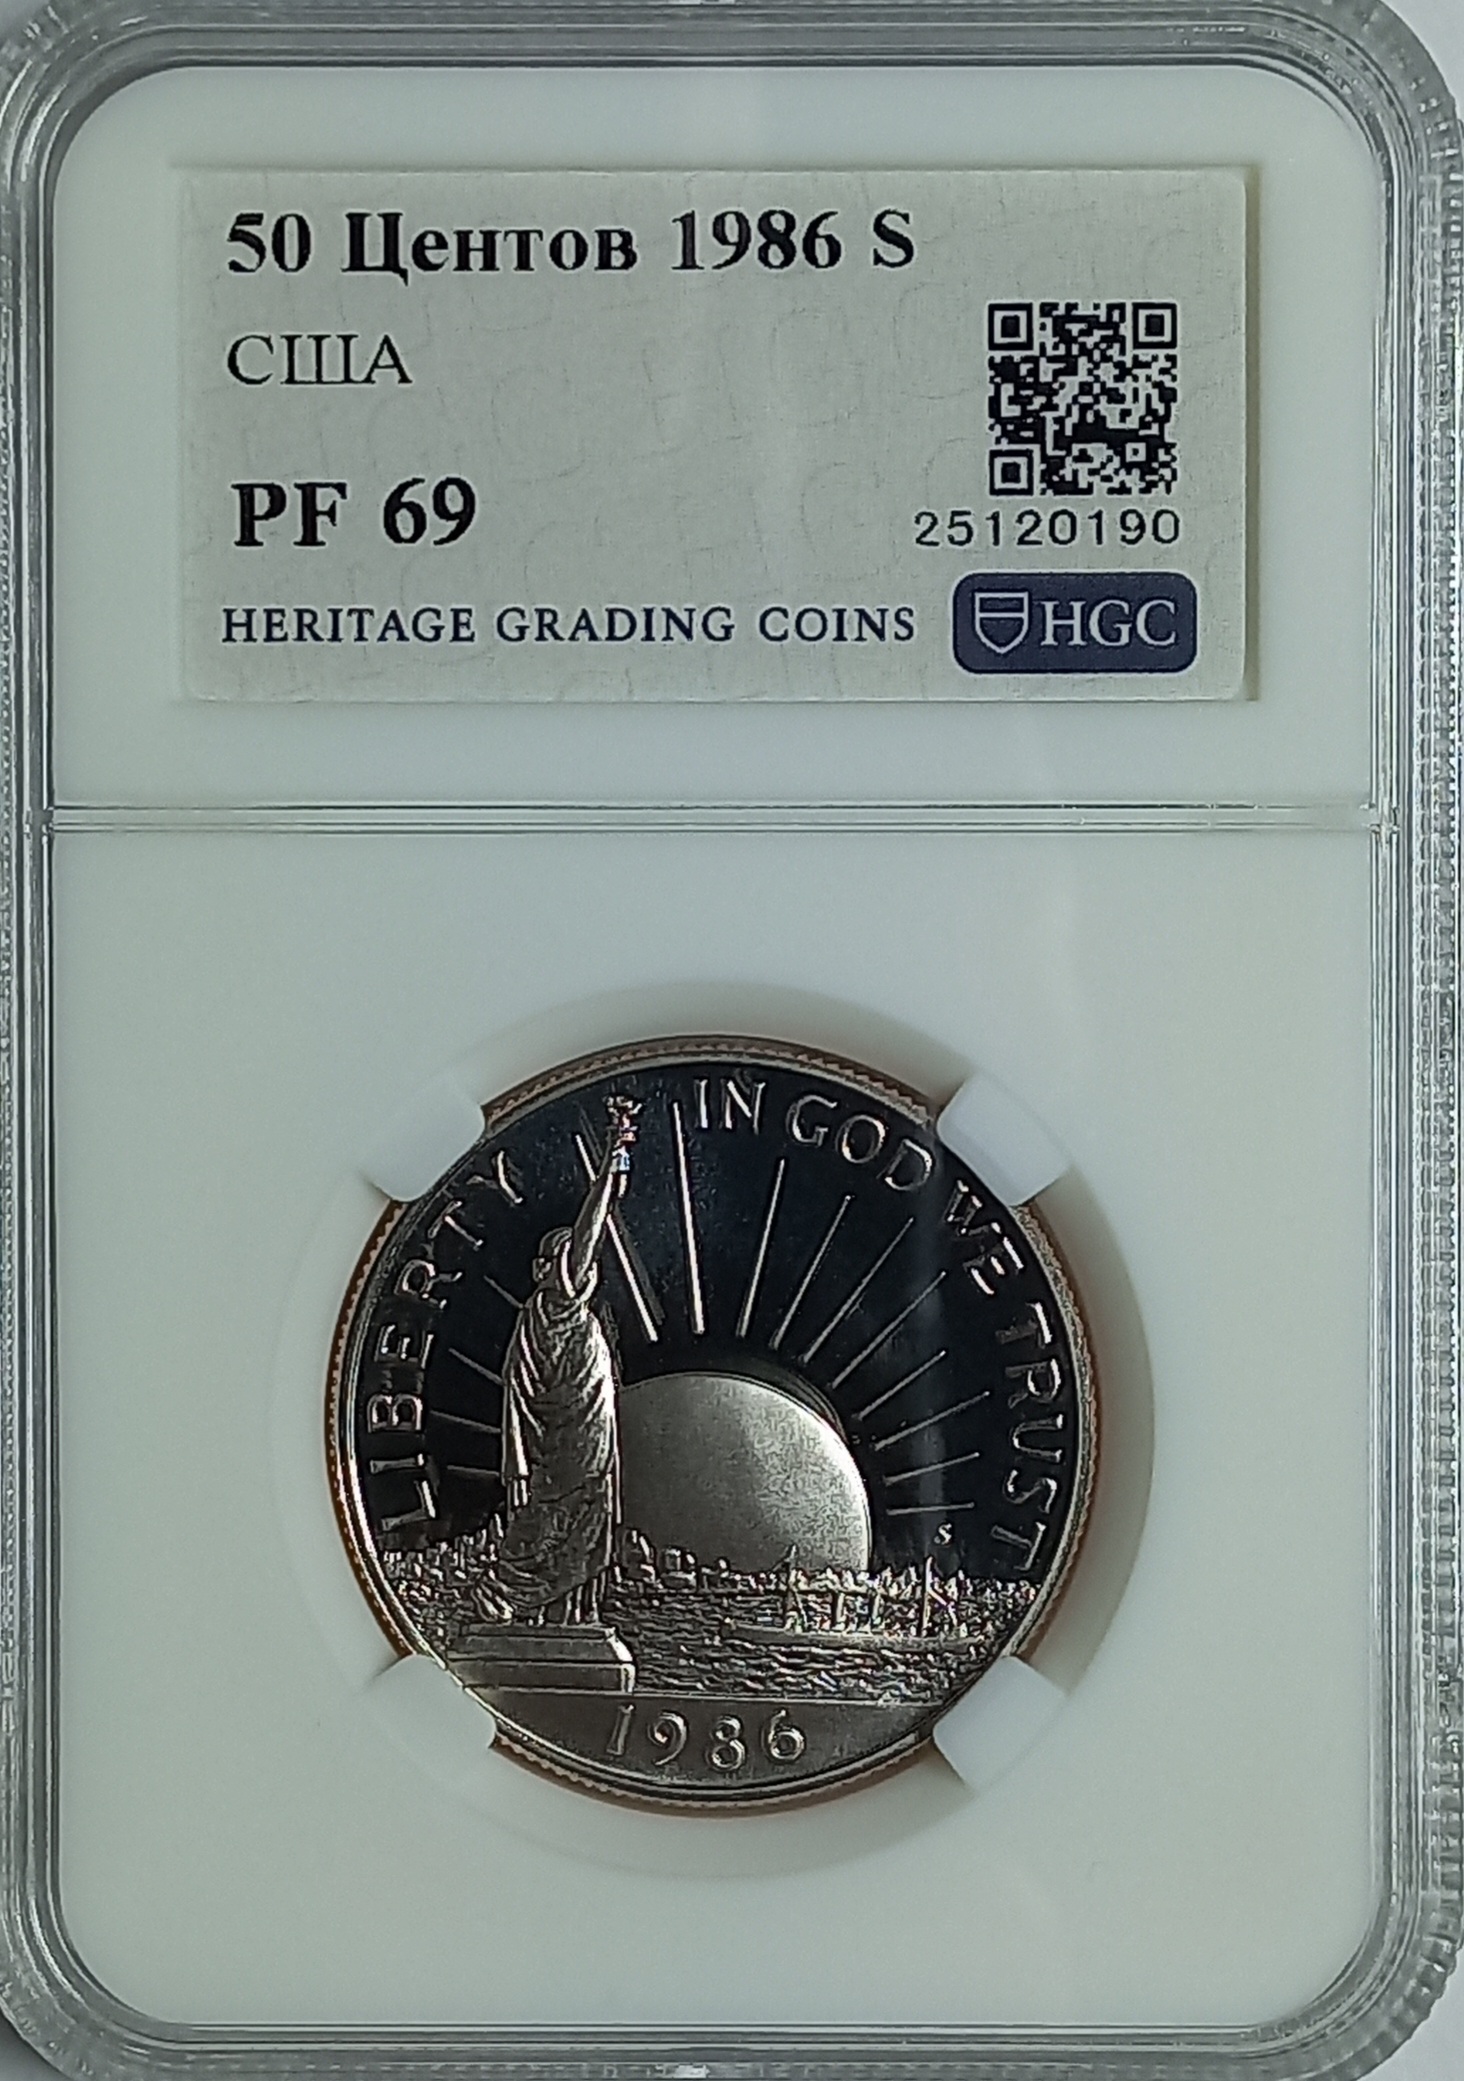 50 Центов 1986 S
США
PF 69
25120190
HERITAGE GRADING COINS
HGC
LIBERTY
IN GOD WE TRUST
S
1986